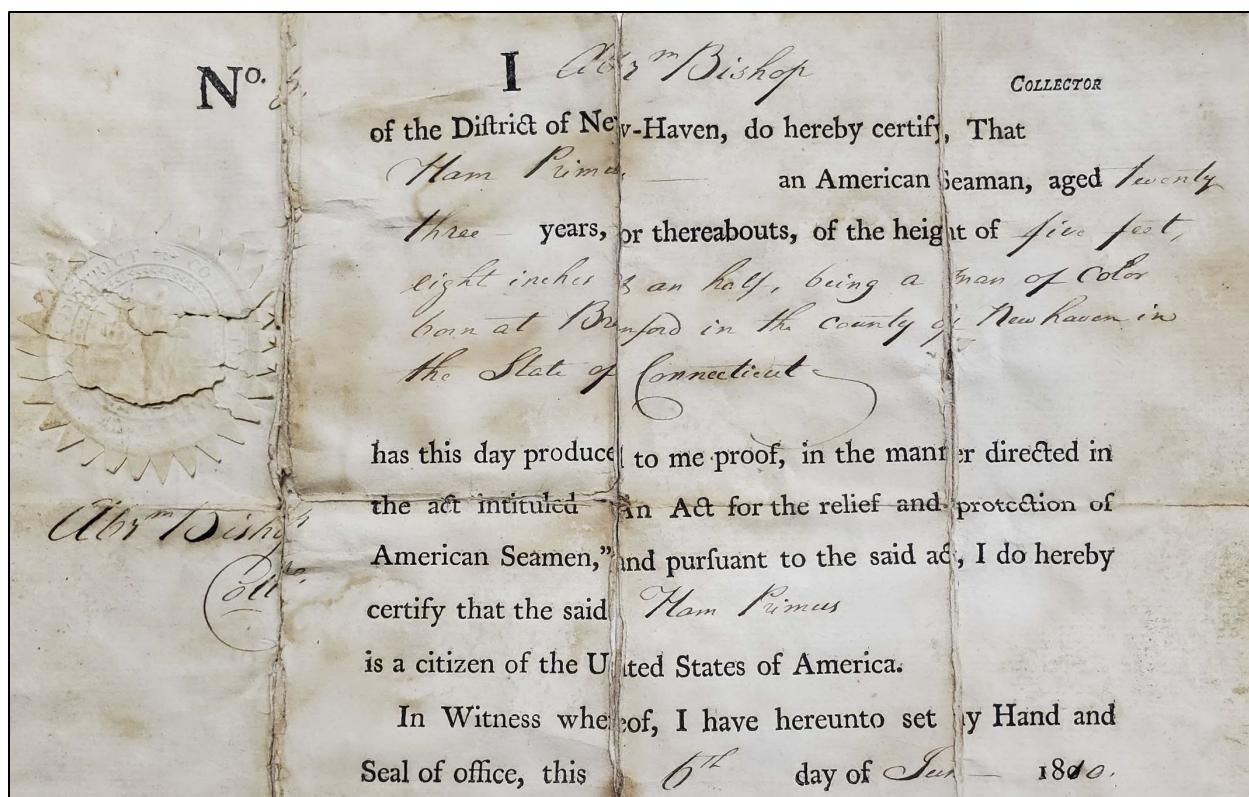 No.
I Abrm Bishop COLLECTOR
of the Diſtrict of New-Haven, do hereby certify, That
Ham Primus — an American Seaman, aged twenty
three — years, or thereabouts, of the height of five feet,
eight inches & an half, being a man of Color
born at Branford in the county of New haven in
the State of Connecticut
has this day produced to me proof, in the manner directed in
the act intituled "An Act for the relief and protection of
American Seamen," and purſuant to the said act, I do hereby
certify that the said Ham Primus
is a citizen of the United States of America.
In Witness whereof, I have hereunto set my Hand and
Seal of office, this 6th day of June — 1810.
Abrm Bishop
Collr